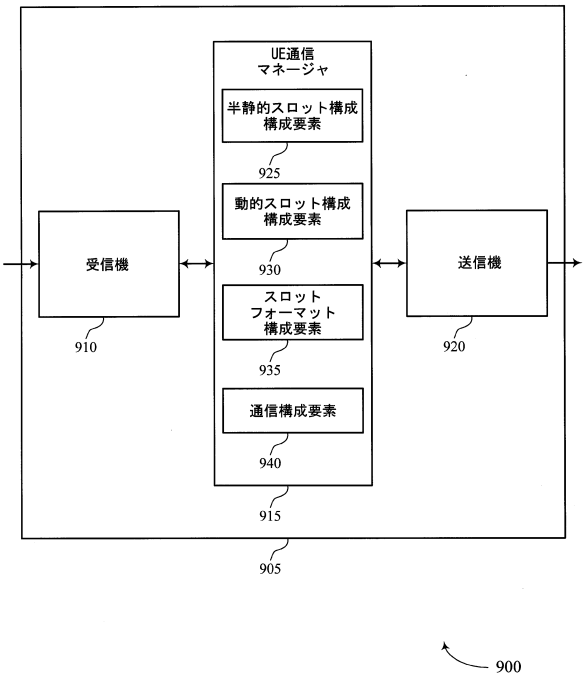 UE通信
マネージャ
半静的スロット構成
構成要素
925
動的スロット構成
構成要素
930
受信機
910
送信機
920
スロット
フォーマット
構成要素
935
通信構成要素
940
915
905
900